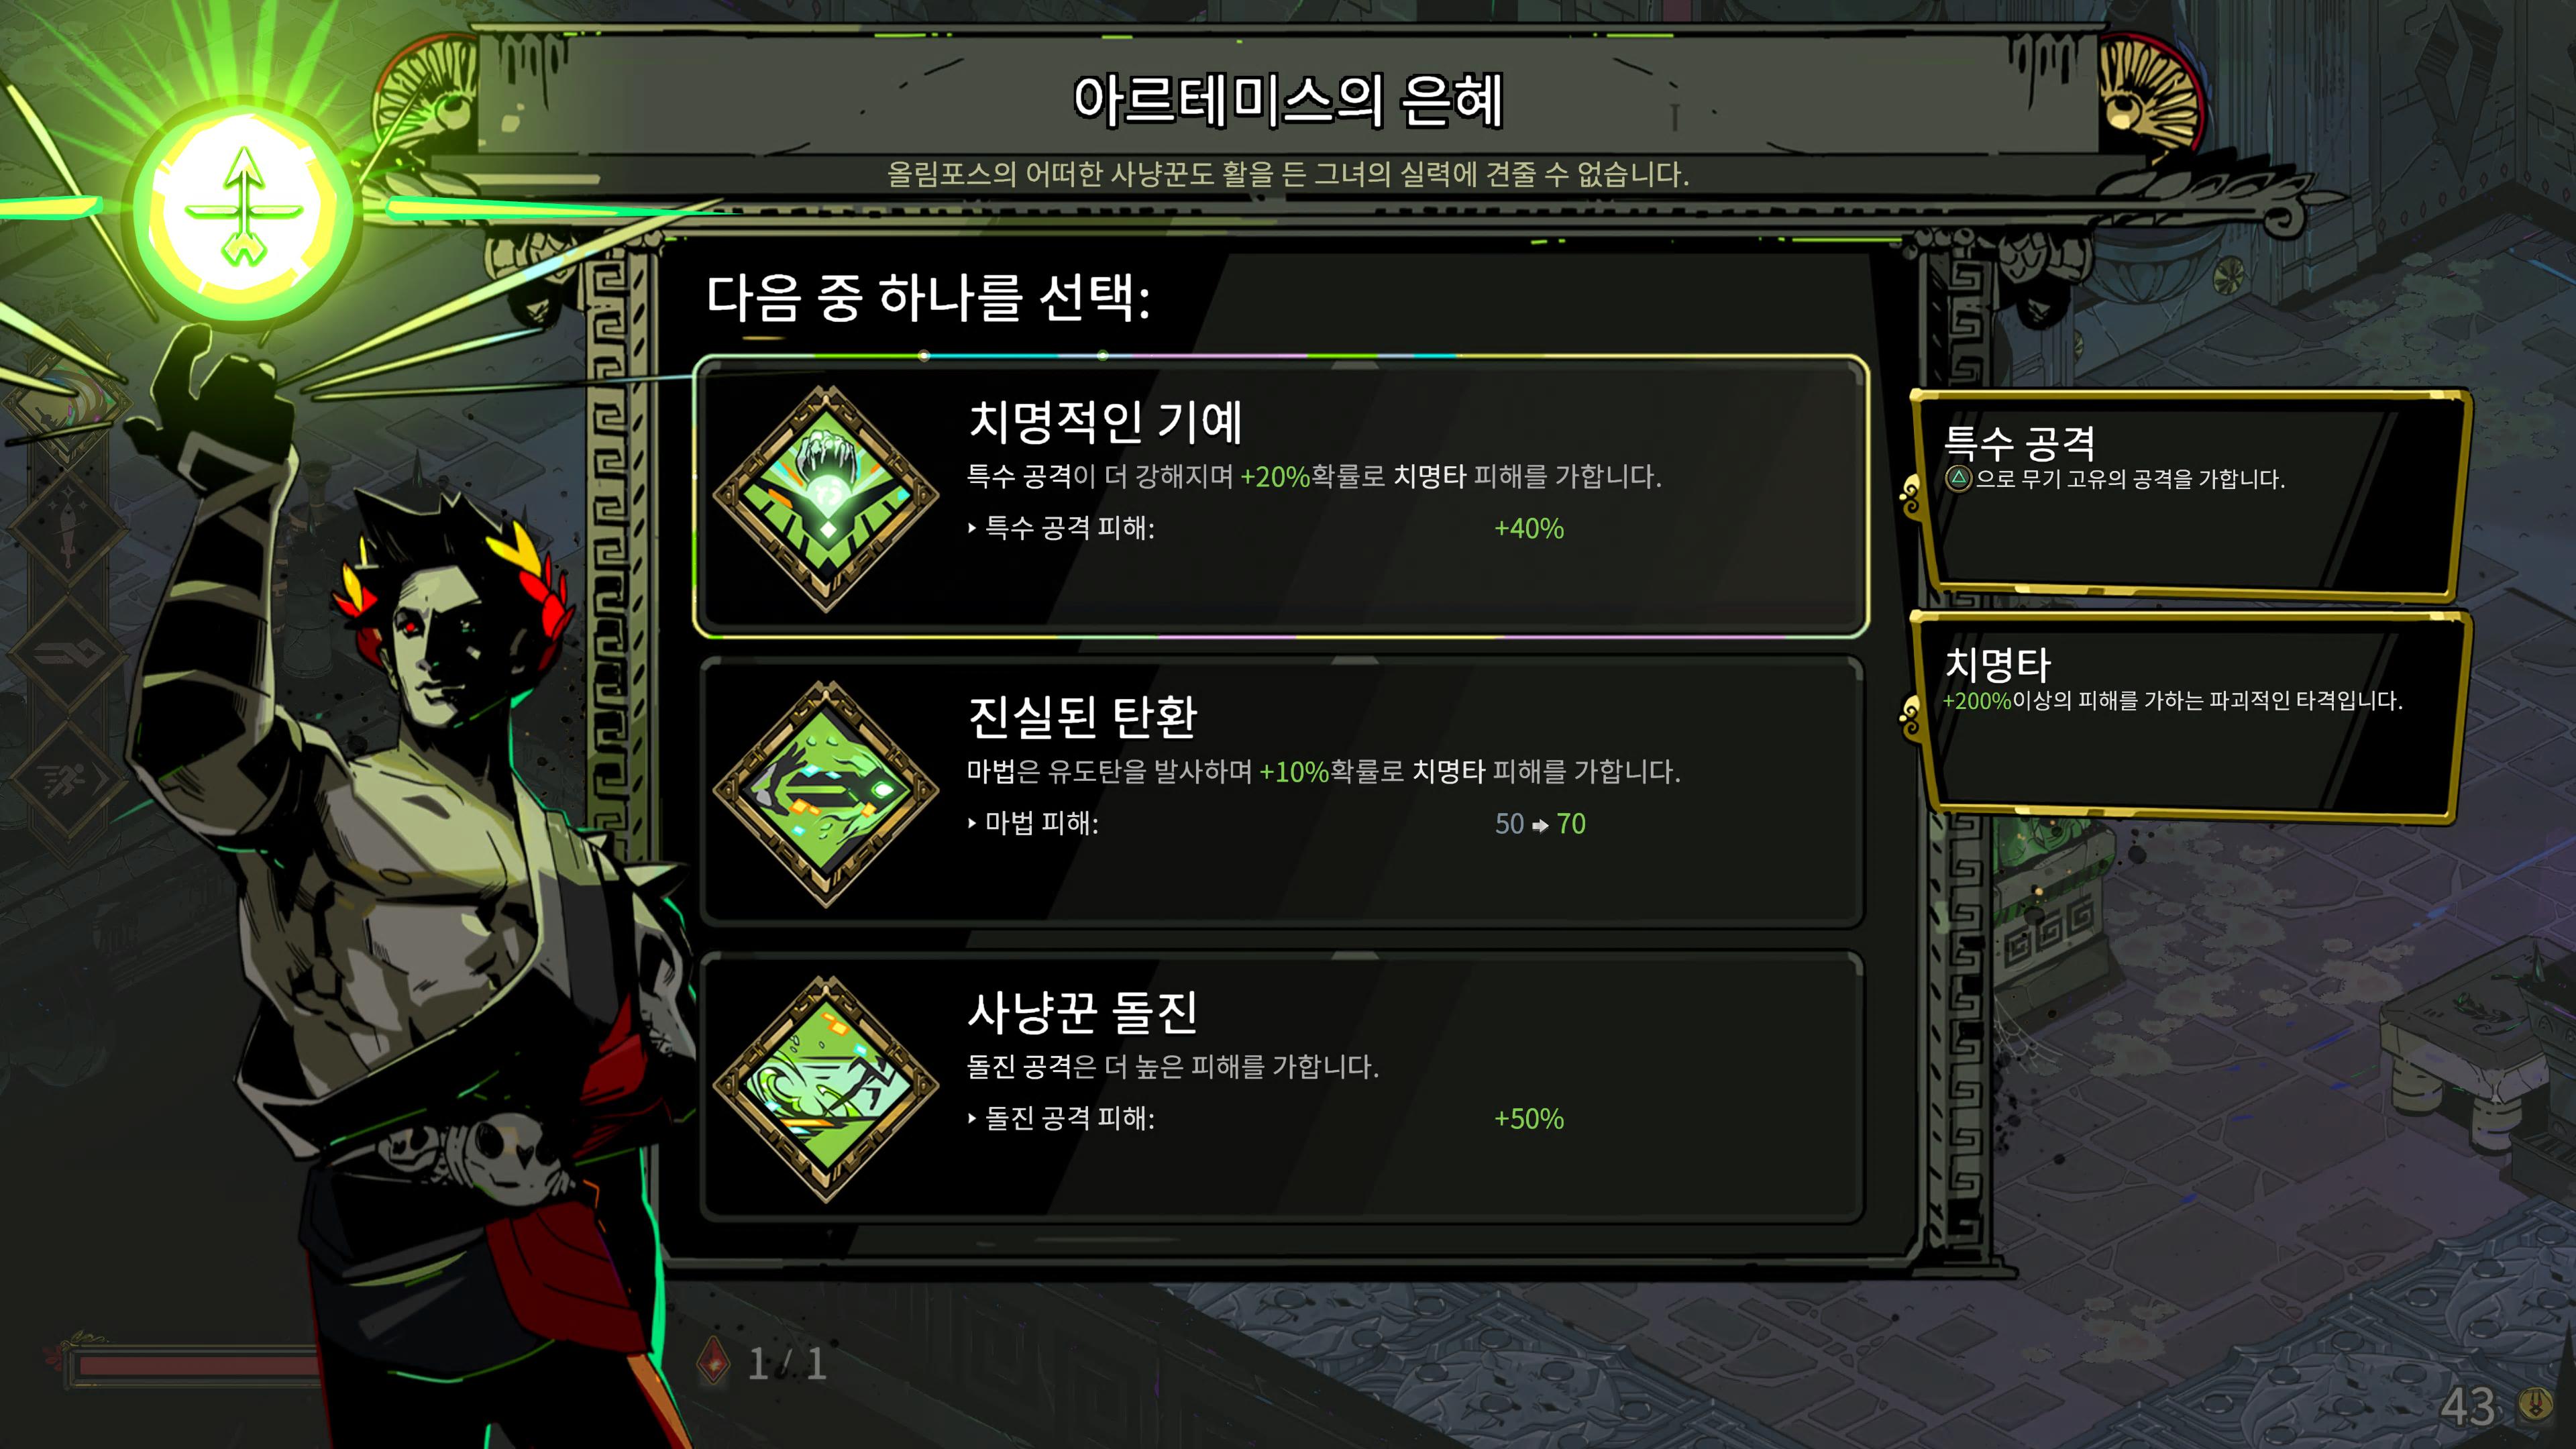 아르테미스의 은혜
올림포스의 어떠한 사냥꾼도 활을 든 그녀의 실력에 견줄 수 없습니다.
다음 중 하나를 선택:
치명적인 기예
특수 공격이 더 강해지며 +20%확률로 치명타 피해를 가합니다.
▸ 특수 공격 피해: +40%
진실된 탄환
마법은 유도탄을 발사하며 +10%확률로 치명타 피해를 가합니다.
▸ 마법 피해: 50 ➡ 70
사냥꾼 돌진
돌진 공격은 더 높은 피해를 가합니다.
▸ 돌진 공격 피해: +50%
특수 공격
△으로 무기 고유의 공격을 가합니다.
치명타
+200%이상의 피해를 가하는 파괴적인 타격입니다.
1 / 1
43